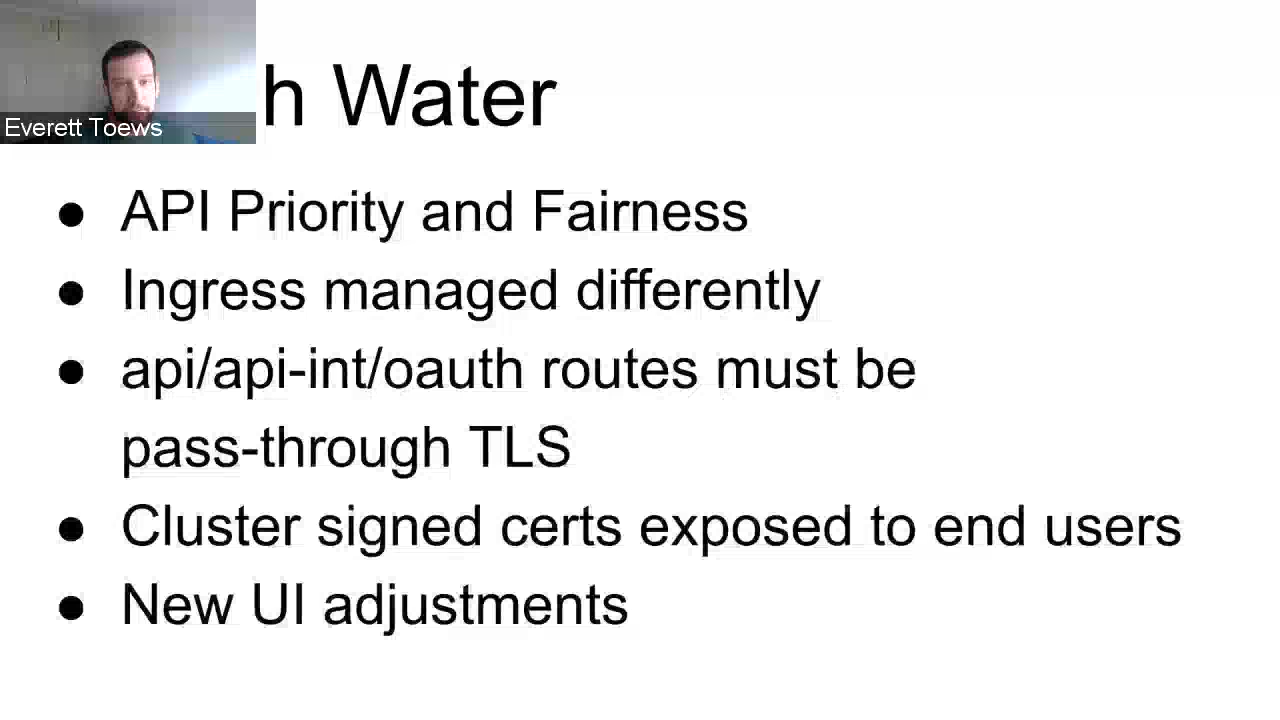 h Water
Everett Toews
● API Priority and Fairness
● Ingress managed differently
● api/api-int/oauth routes must be
pass-through TLS
● Cluster signed certs exposed to end users
● New UI adjustments